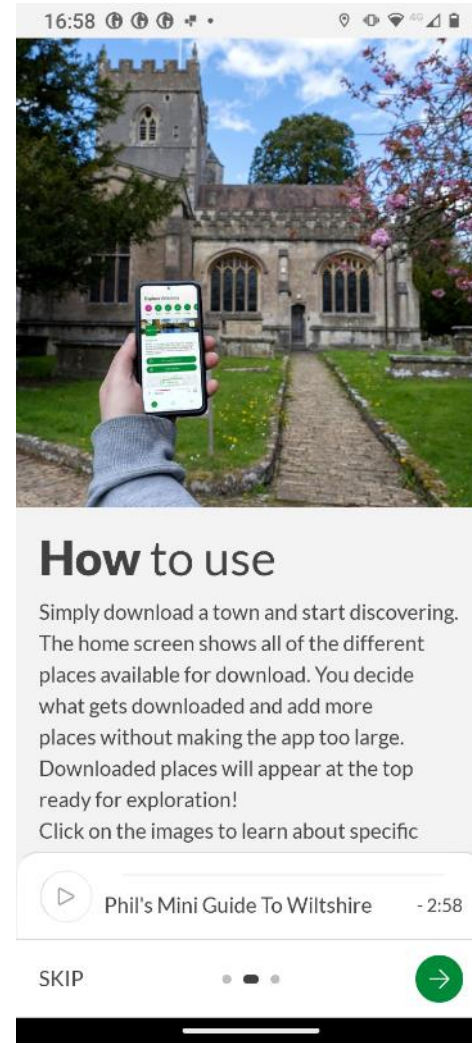 16:58
4G
How to use
Simply download a town and start discovering.
The home screen shows all of the different
places available for download. You decide
what gets downloaded and add more
places without making the app too large.
Downloaded places will appear at the top
ready for exploration!
Click on the images to learn about specific
Phil's Mini Guide To Wiltshire - 2:58
SKIP